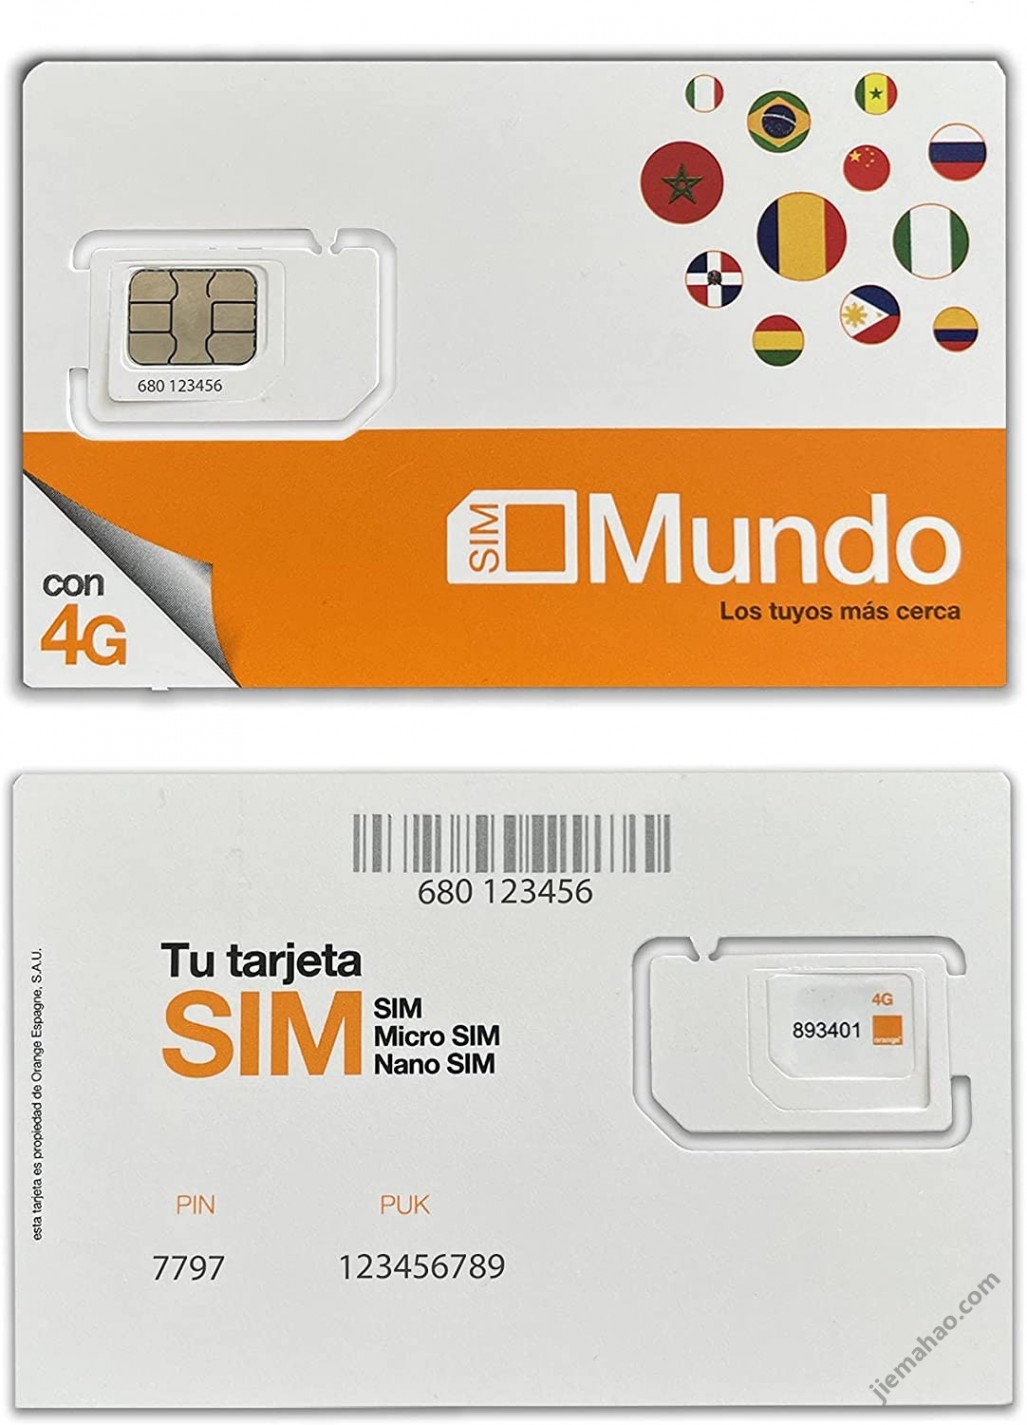 680 123456
SIM
Mundo
Los tuyos más cerca
con
4G
680 123456
Tu tarjeta
SIM
SIM
Micro SIM
Nano SIM
4G
893401
orange
esta tarjeta es propiedad de Orange Espagne, S.A.U.
PIN
PUK
7797
123456789
jiemahao.com